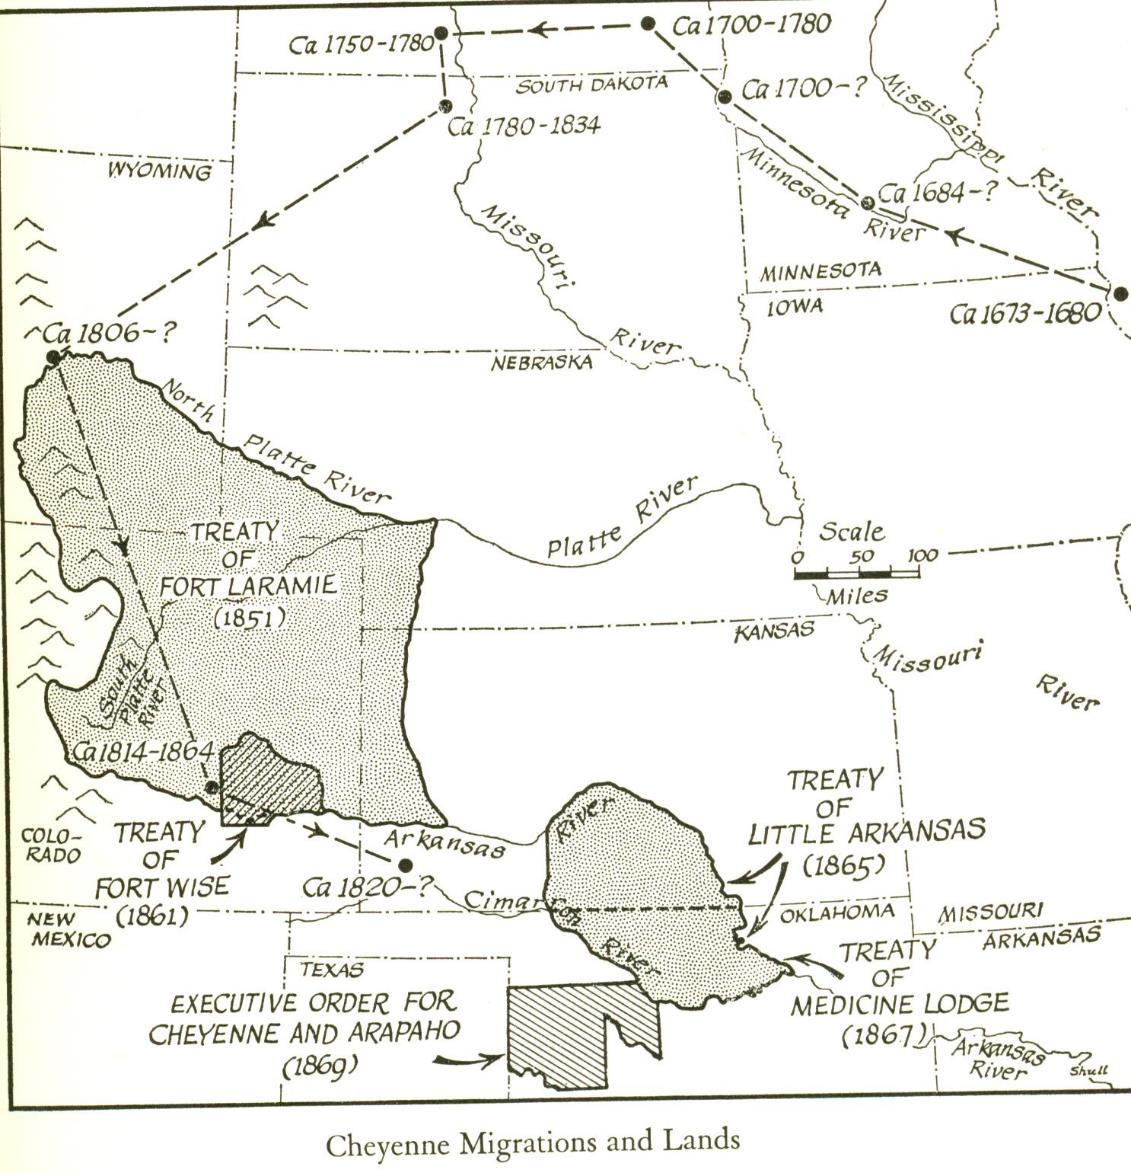 Ca 1750-1780
Ca 1700-1780
SOUTH DAKOTA
Ca 1700-?
Mississippi
River
Ca 1780-1834
WYOMING
Minnesota
River
Ca 1684-?
Missouri
River
MINNESOTA
IOWA
Ca 1673-1680
Ca 1806-?
NEBRASKA
North
Platte River
Platte River
Scale
0 50 100
Miles
TREATY
OF
FORT LARAMIE
(1851)
KANSAS
Missouri
River
South
Platte
River
Ca 1814-1864
COLO-
RADO
TREATY
OF
FORT WISE
(1861)
Arkansas
River
TREATY
OF
LITTLE ARKANSAS
(1865)
Ca 1820-?
Cimarron
River
NEW
MEXICO
OKLAHOMA
MISSOURI
ARKANSAS
TEXAS
TREATY
OF
MEDICINE LODGE
(1867)
EXECUTIVE ORDER FOR
CHEYENNE AND ARAPAHO
(1869)
Arkansas
River
Shull
Cheyenne Migrations and Lands